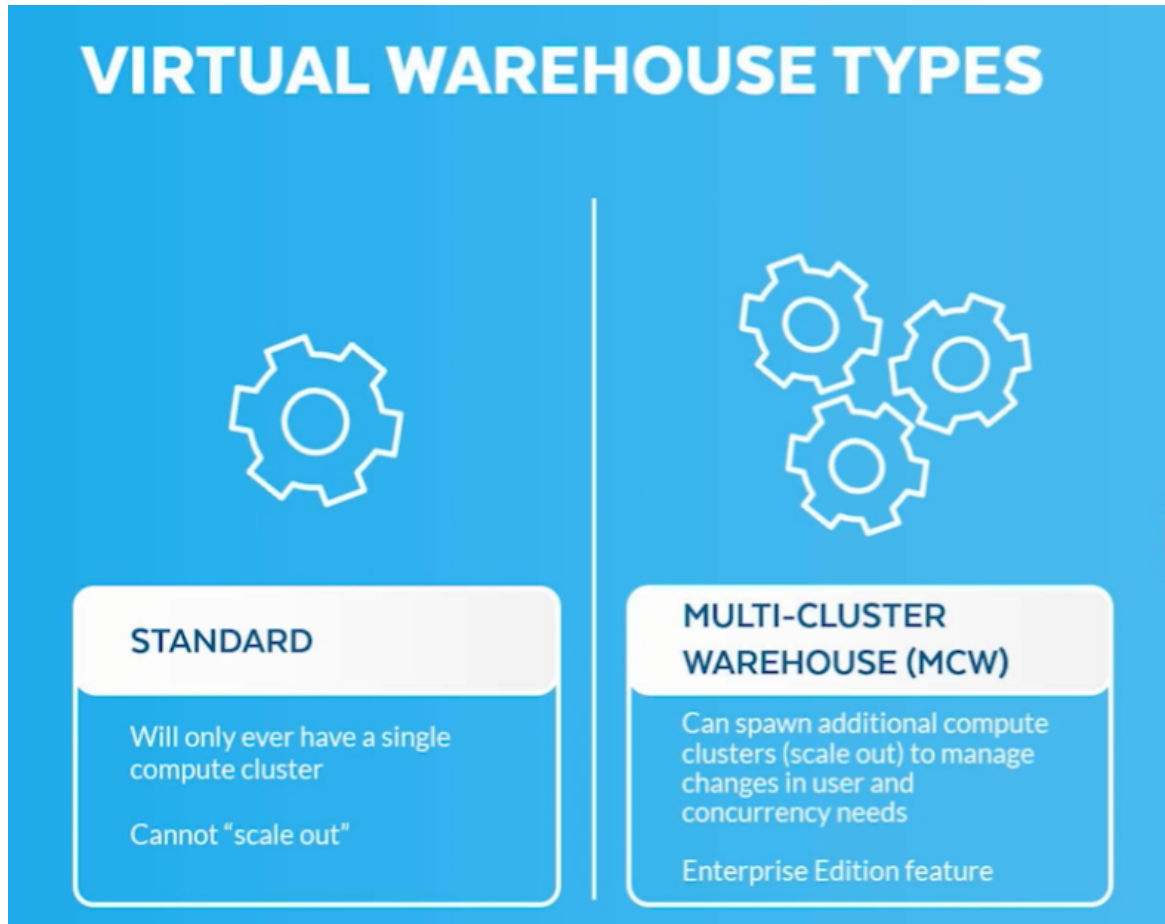 VIRTUAL WAREHOUSE TYPES
STANDARD
Will only ever have a single
compute cluster
Cannot “scale out”
MULTI-CLUSTER
WAREHOUSE (MCW)
Can spawn additional compute
clusters (scale out) to manage
changes in user and
concurrency needs
Enterprise Edition feature